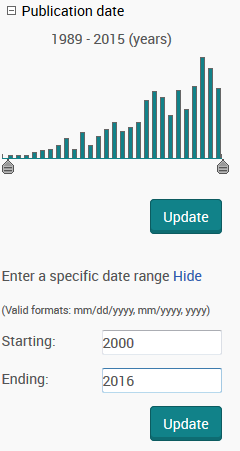 Publication date
1989 - 2015 (years)
Update
Enter a specific date range Hide
(Valid formats: mm/dd/yyyy, mm/yyyy, yyyy)
Starting: 2000
Ending: 2016
Update